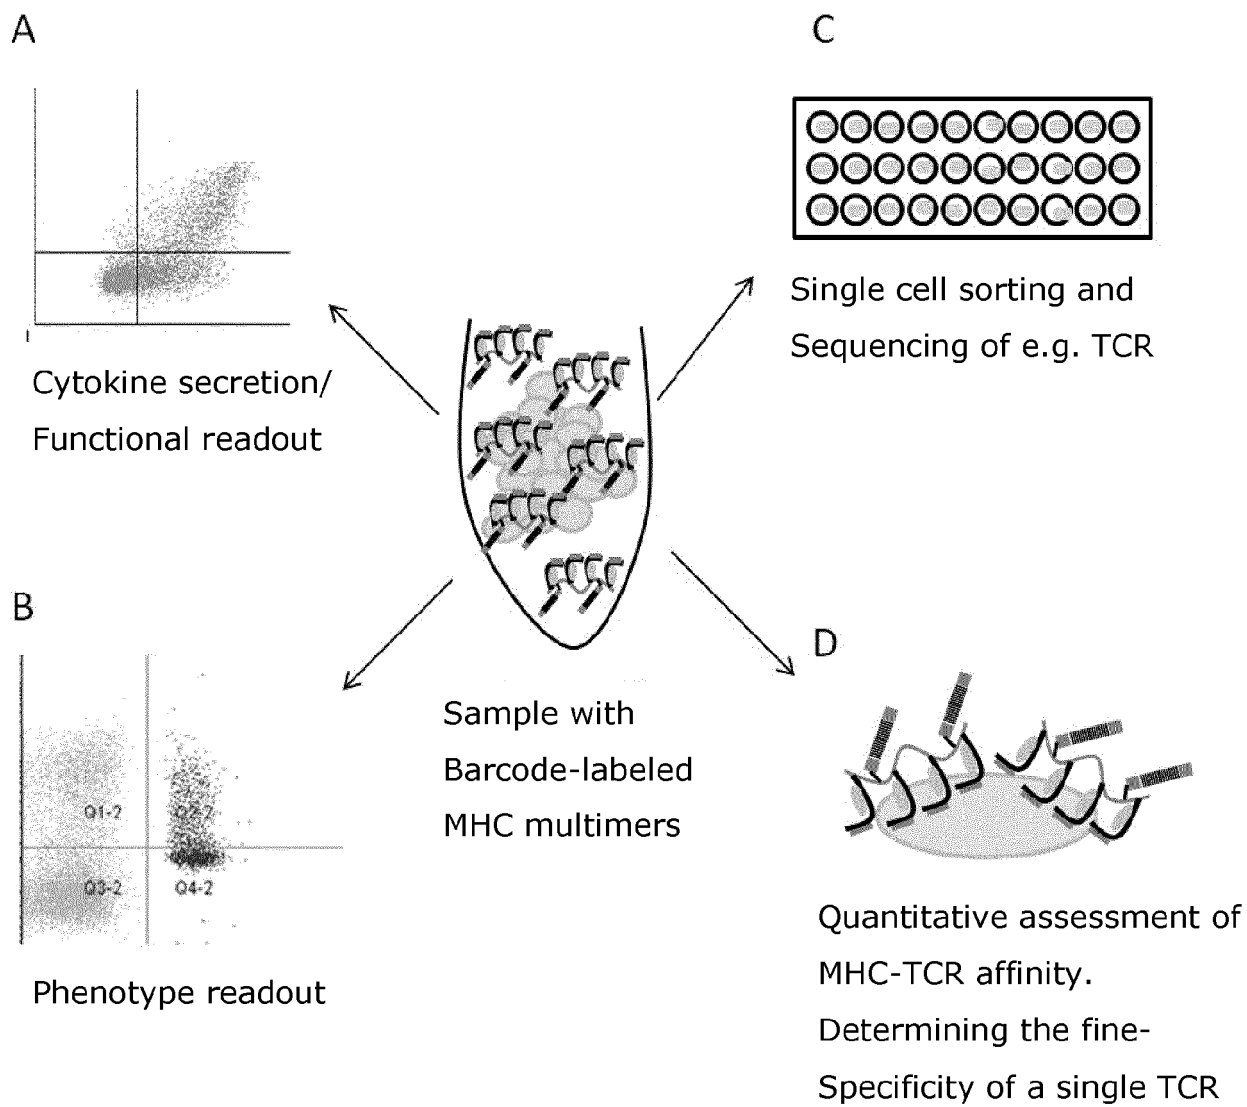 A
Cytokine secretion/
Functional readout
B
Q1-2
Q2-2
Q3-2
Q4-2
Phenotype readout
Sample with
Barcode-labeled
MHC multimers
C
Single cell sorting and
Sequencing of e.g. TCR
D
Quantitative assessment of
MHC-TCR affinity.
Determining the fine-
Specificity of a single TCR